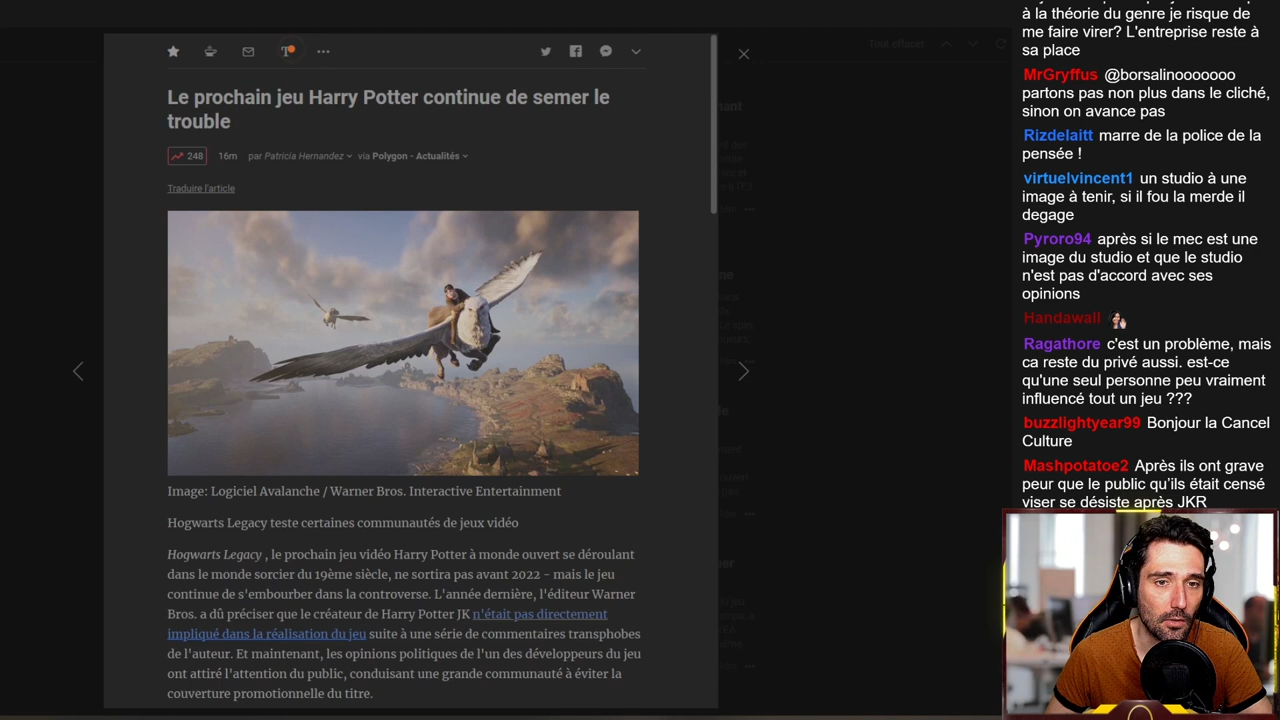 Tout effacer
Le prochain jeu Harry Potter continue de semer le
trouble
248 16m par Patricia Hernandez via Polygon - Actualités
Traduire l'article
Image: Logiciel Avalanche / Warner Bros. Interactive Entertainment
Hogwarts Legacy teste certaines communautés de jeux vidéo
Hogwarts Legacy , le prochain jeu vidéo Harry Potter à monde ouvert se déroulant
dans le monde sorcier du 19ème siècle, ne sortira pas avant 2022 - mais le jeu
continue de s'embourber dans la controverse. L'année dernière, l'éditeur Warner
Bros. a dû préciser que le créateur de Harry Potter JK n'était pas directement
impliqué dans la réalisation du jeu suite à une série de commentaires transphobes
de l'auteur. Et maintenant, les opinions politiques de l'un des développeurs du jeu
ont attiré l'attention du public, conduisant une grande communauté à éviter la
couverture promotionnelle du titre.
à la théorie du genre je risque de
me faire virer? L'entreprise reste à
sa place
MrGryffus @borsalinooooooo
partons pas non plus dans le cliché,
sinon on avance pas
Rizdelaitt marre de la police de la
pensée !
virtuelvincent1 un studio à une
image à tenir, si il fou la merde il
degage
Pyroro94 après si le mec est une
image du studio et que le studio
n'est pas d'accord avec ses
opinions
Handawall
Ragathore c'est un problème, mais
ca reste du privé aussi. est-ce
qu'une seul personne peu vraiment
influencé tout un jeu ???
buzzlightyear99 Bonjour la Cancel
Culture
Mashpotatoe2 Après ils ont grave
peur que le public qu'ils était censé
viser se désiste après JKR